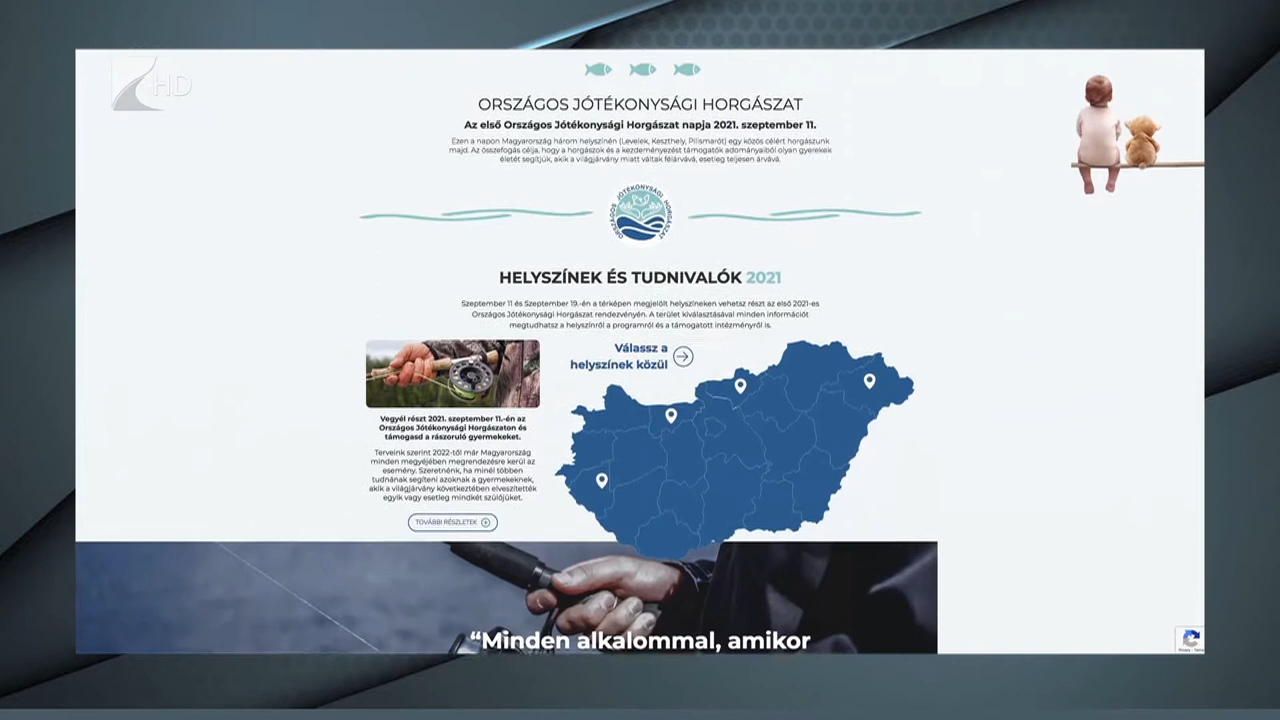 HD
ORSZÁGOS JÓTÉKONYSÁGI HORGÁSZAT
Az első Országos Jótékonysági Horgászat napja 2021. szeptember 11.
Ezen a napon Magyarország három helyszínén (Levelek, Keszthely, Pilismarót) egy közös célért horgászunk
majd. Az összefogás célja, hogy a horgászok és a kezdeményezést támogatók adományaiból olyan gyerekek
életét segítjük, akik a világjárvány miatt váltak félárvává, esetleg teljesen árvává.
ORSZÁGOS JÓTÉKONYSÁGI HORGÁSZAT
HELYSZÍNEK ÉS TUDNIVALÓK 2021
Szeptember 11 és Szeptember 19.-én a térképen megjelölt helyszíneken vehetsz részt az első 2021-es
Országos Jótékonysági Horgászat rendezvényén. A terület kiválasztásával minden információt
megtudhatsz a helyszínről a programról és a támogatott intézményről is.
Válassz a
helyszínek közül
Vegyél részt 2021. szeptember 11.-én az
Országos Jótékonysági Horgászaton és
támogasd a rászoruló gyermekeket.
Terveink szerint 2022-től már Magyarország
minden megyéjében megrendezésre kerül az
esemény. Szeretnénk, ha minél többen
tudnának segíteni azoknak a gyermekeknek,
akik a világjárvány következtében elveszítették
egyik vagy esetleg mindkét szülőjüket.
TOVÁBBI RÉSZLETEK
“Minden alkalommal, amikor